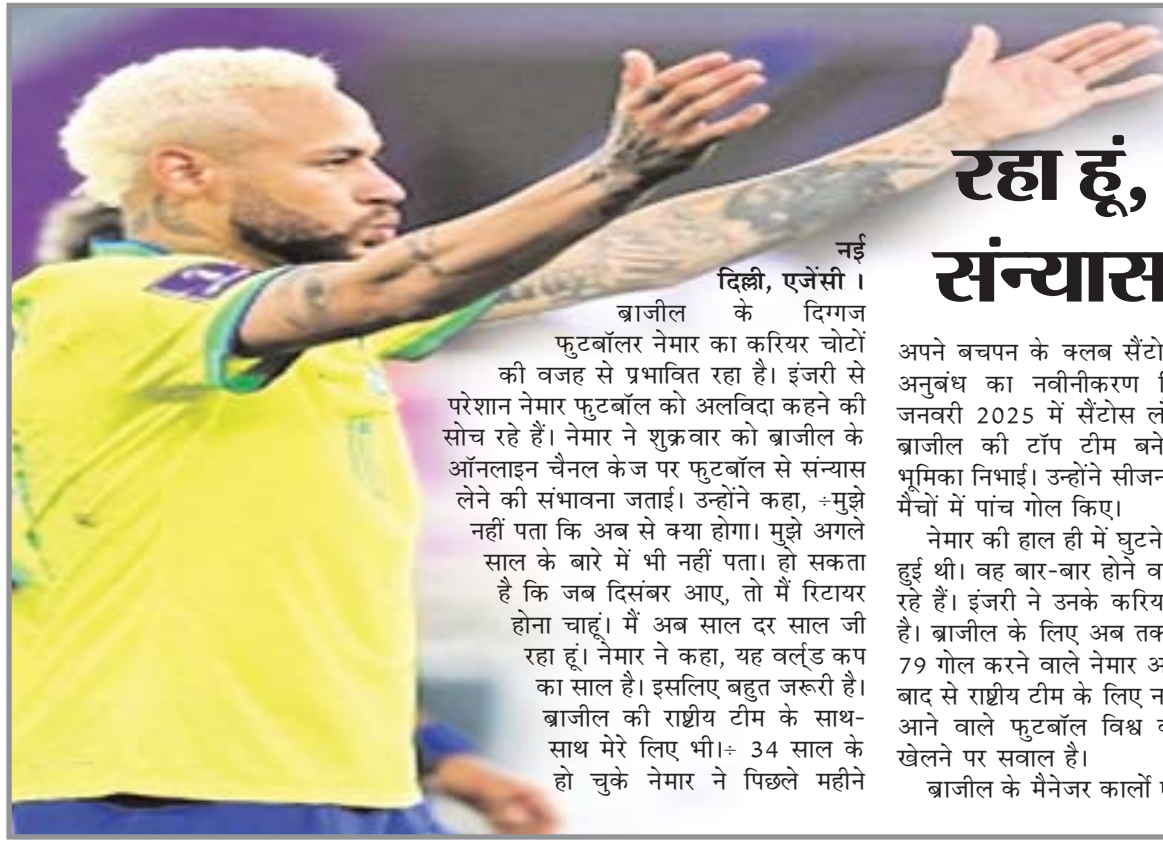 रहा हूं,
संन्यास
नई
दिल्ली, एजेंसी ।
ब्राजील के दिग्गज
फुटबॉलर नेमार का करियर चोटों
की वजह से प्रभावित रहा है। इंजरी से
परेशान नेमार फुटबॉल को अलविदा कहने की
सोच रहे हैं। नेमार ने शुक्रवार को ब्राजील के
ऑनलाइन चैनल केज पर फुटबॉल से संन्यास
लेने की संभावना जताई। उन्होंने कहा, ÷मुझे
नहीं पता कि अब से क्या होगा। मुझे अगले
साल के बारे में भी नहीं पता। हो सकता
है कि जब दिसंबर आए, तो मैं रिटायर
होना चाहूं। मैं अब साल दर साल जी
रहा हूं। नेमार ने कहा, यह वर्ल्ड कप
का साल है। इसलिए बहुत जरूरी है।
ब्राजील की राष्ट्रीय टीम के साथ-
साथ मेरे लिए भी।÷ 34 साल के
हो चुके नेमार ने पिछले महीने
अपने बचपन के क्लब सैंटो
अनुबंध का नवीनीकरण
जनवरी 2025 में सैंटोस
ब्राजील की टॉप टीम बने
भूमिका निभाई। उन्होंने सीजन
मैचों में पांच गोल किए।
नेमार की हाल ही में घुटने
हुई थी। वह बार-बार होने
रहे हैं। इंजरी ने उनके करिय
है। ब्राजील के लिए अब तक
79 गोल करने वाले नेमार
बाद से राष्ट्रीय टीम के लिए
आने वाले फुटबॉल विश्व
खेलने पर सवाल है।
ब्राजील के मैनेजर कार्लो